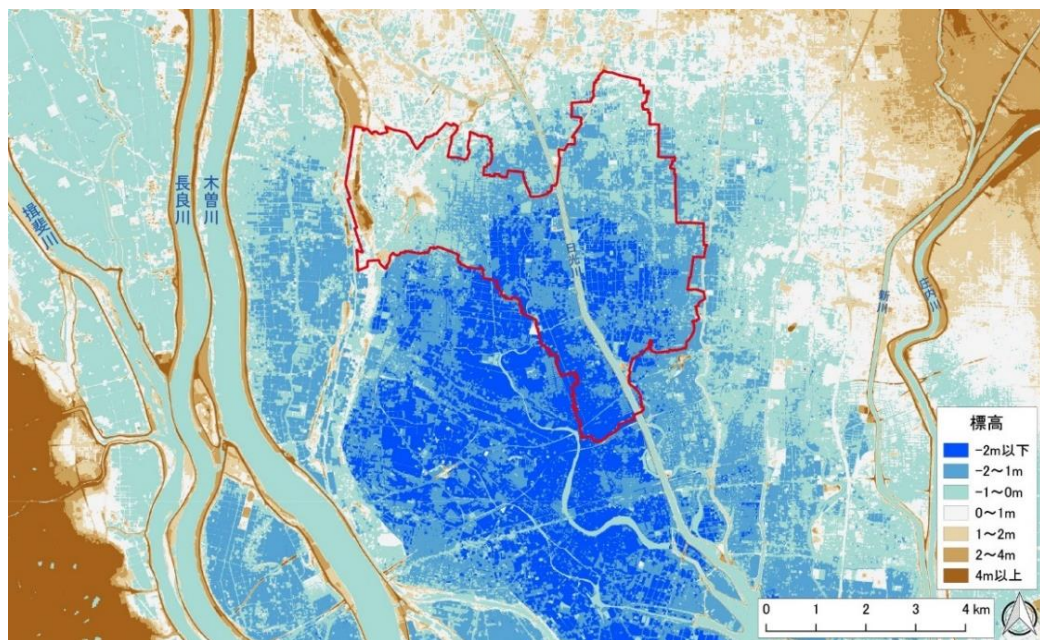 揖斐川
長良川
木曽川
日光川
新川
庄内川
標高
-2m以下
-2~1m
-1~0m
0~1m
1~2m
2~4m
4m以上
0 1 2 3 4 km